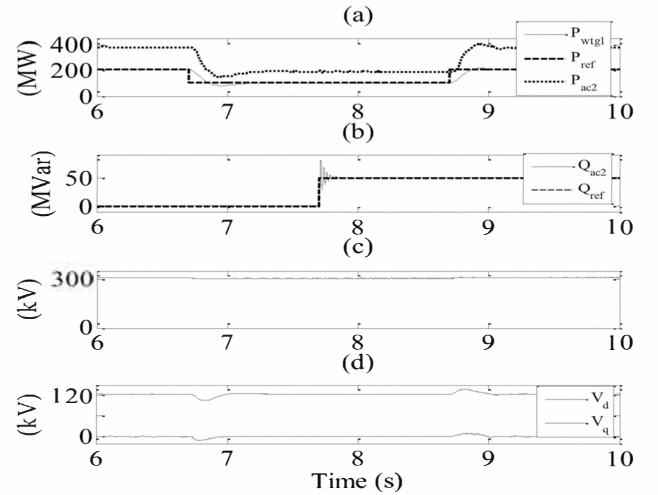 (a)
(MW)
400
200
0
P_wtgl
P_ref
P_ac2
6 7 8 9 10
(b)
(MVar)
50
0
Q_ac2
Q_ref
6 7 8 9 10
(c)
(kV)
300
0
6 7 8 9 10
(d)
(kV)
120
0
V_d
V_q
6 7 8 9 10
Time (s)